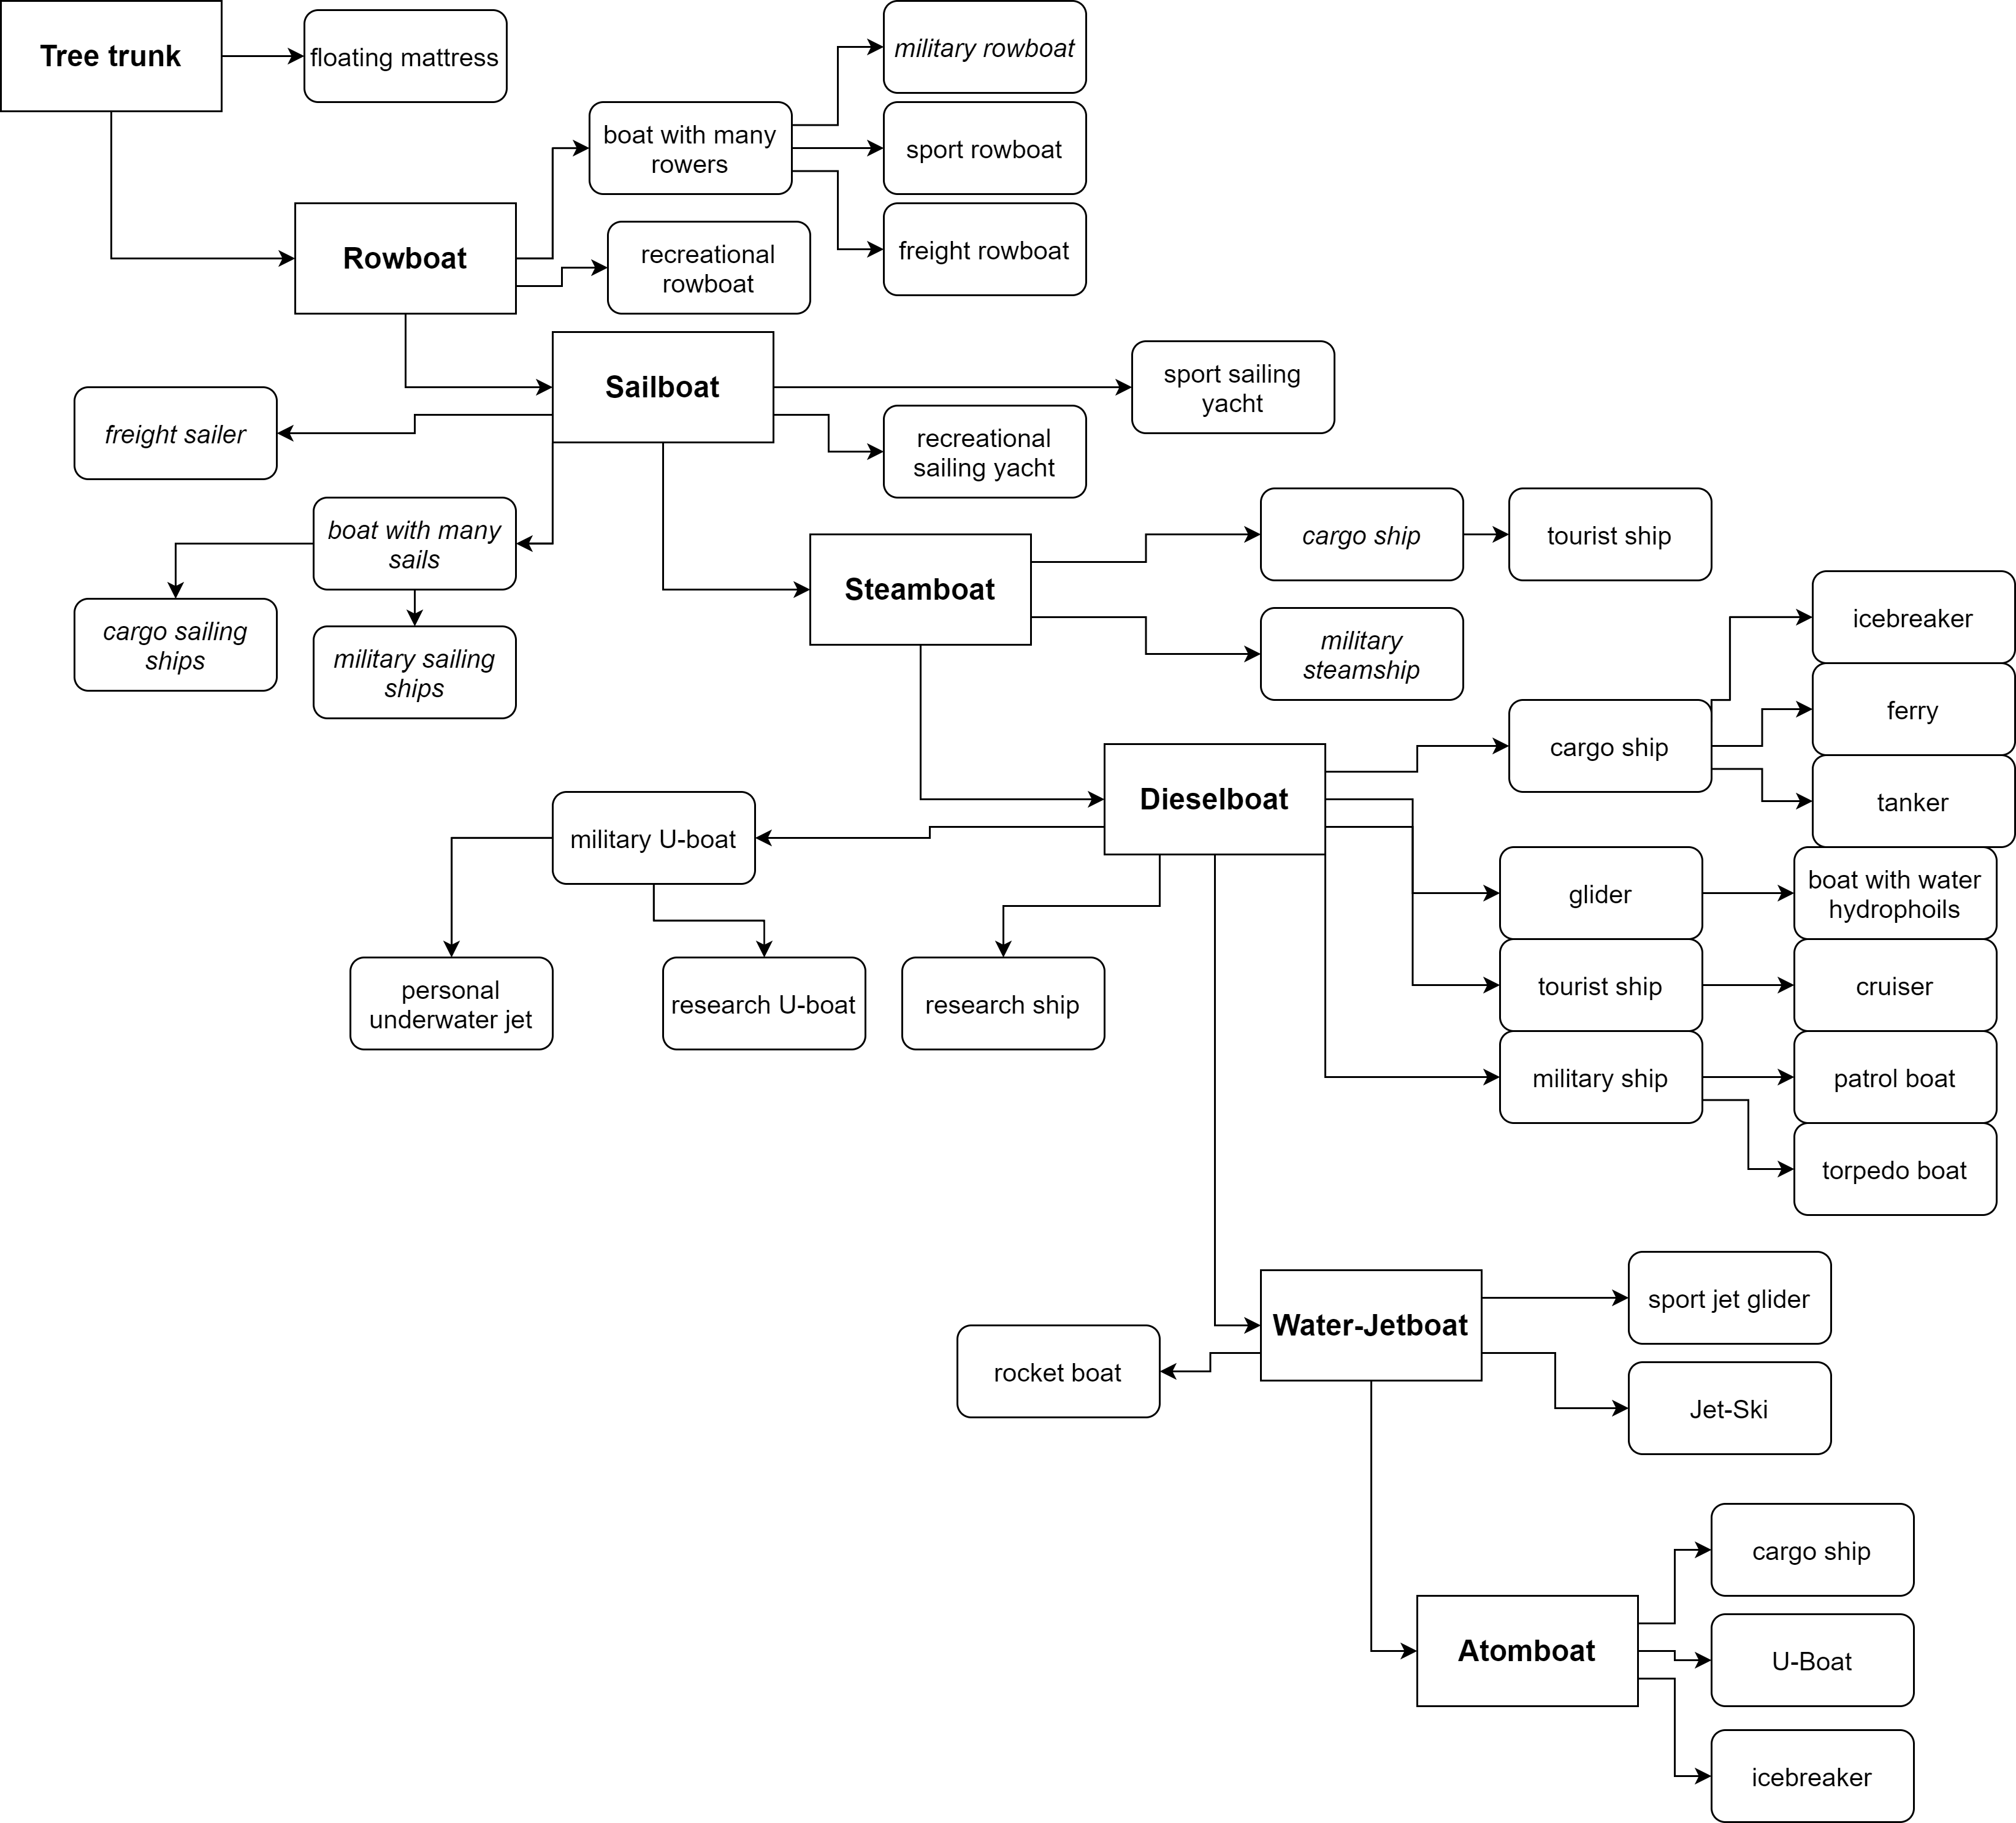 Tree trunk
floating mattress
military rowboat
boat with many
rowers
sport rowboat
Rowboat
recreational
rowboat
freight rowboat
Sailboat
sport sailing
yacht
freight sailer
recreational
sailing yacht
boat with many
sails
cargo ship
tourist ship
Steamboat
cargo sailing
ships
military sailing
ships
military
steamship
icebreaker
cargo ship
ferry
Dieselboat
tanker
military U-boat
glider
boat with water
hydrophoils
personal
underwater jet
research U-boat
research ship
tourist ship
cruiser
military ship
patrol boat
torpedo boat
Water-Jetboat
sport jet glider
rocket boat
Jet-Ski
cargo ship
Atomboat
U-Boat
icebreaker